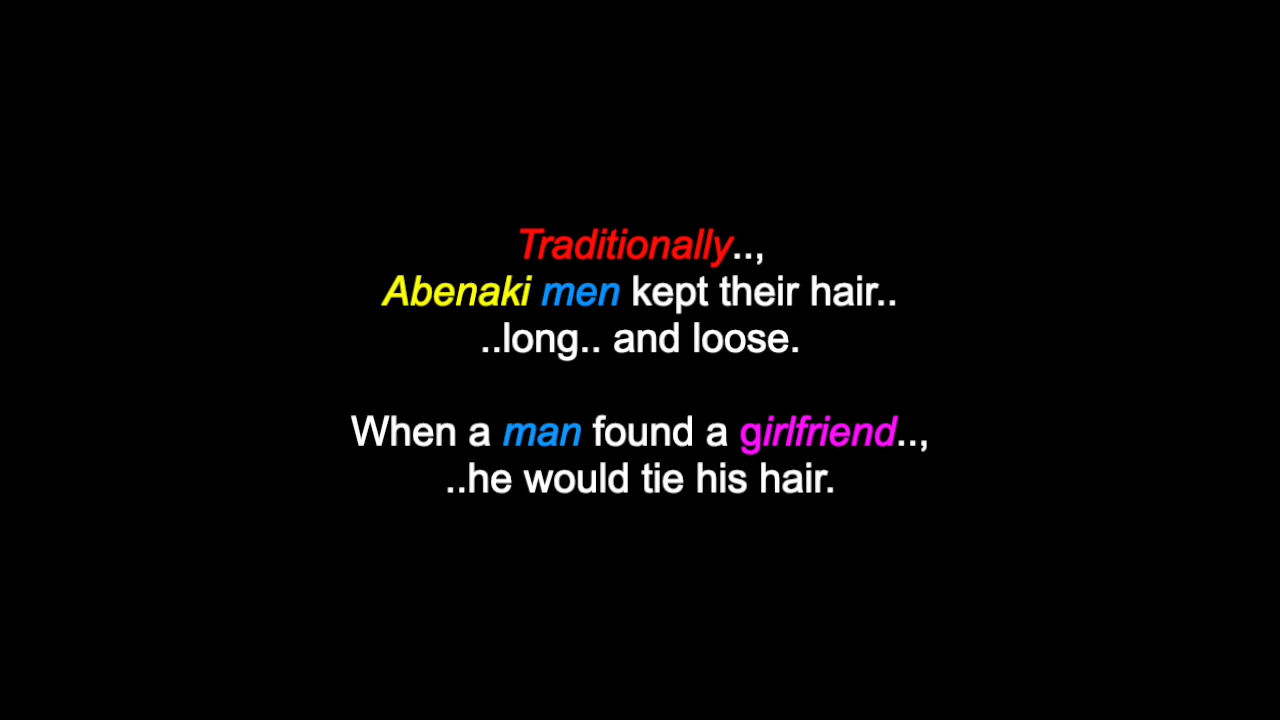 Traditionally..,
Abenaki men kept their hair..
..long.. and loose.
When a man found a girlfriend..,
..he would tie his hair.